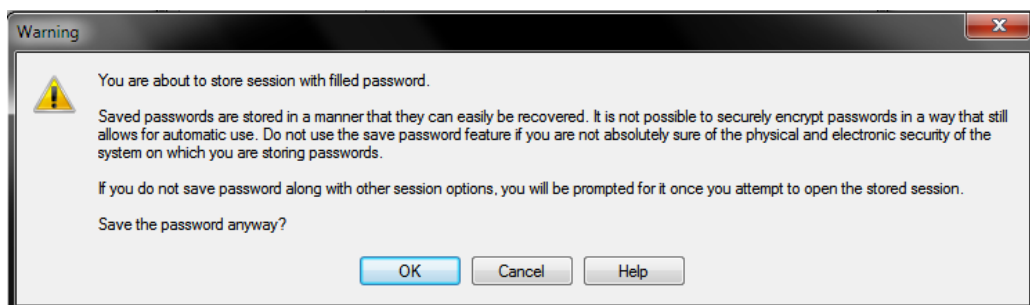 Warning
You are about to store session with filled password.
Saved passwords are stored in a manner that they can easily be recovered. It is not possible to securely encrypt passwords in a way that still
allows for automatic use. Do not use the save password feature if you are not absolutely sure of the physical and electronic security of the
system on which you are storing passwords.
If you do not save password along with other session options, you will be prompted for it once you attempt to open the stored session.
Save the password anyway?
OK Cancel Help